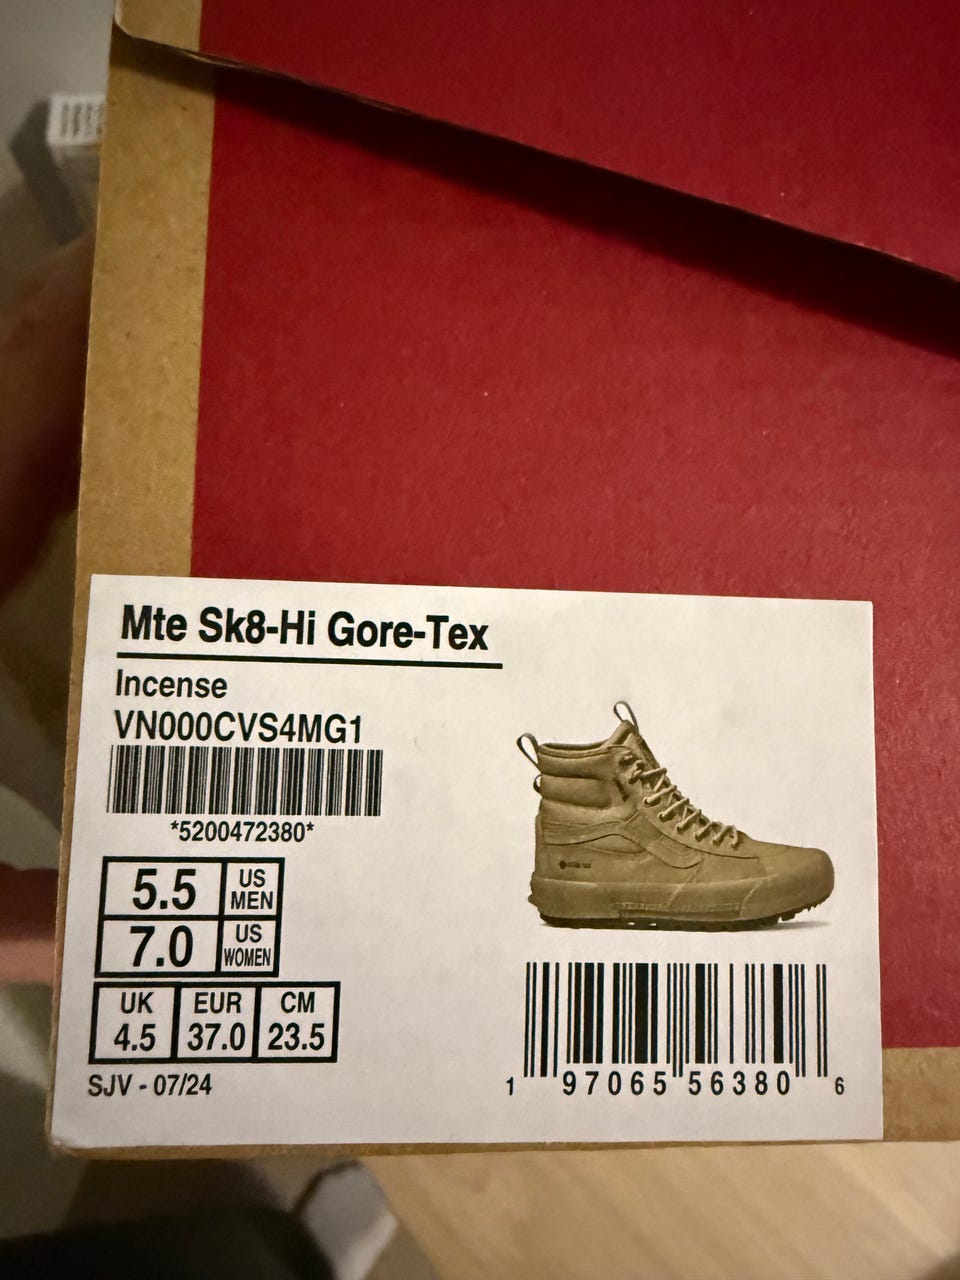 Mte Sk8-Hi Gore-Tex
Incense
VN000CVS4MG1
*5200472380*
5.5 US MEN
7.0 US WOMEN
UK EUR CM
4.5 37.0 23.5
SJV - 07/24
1 97065 56380 6